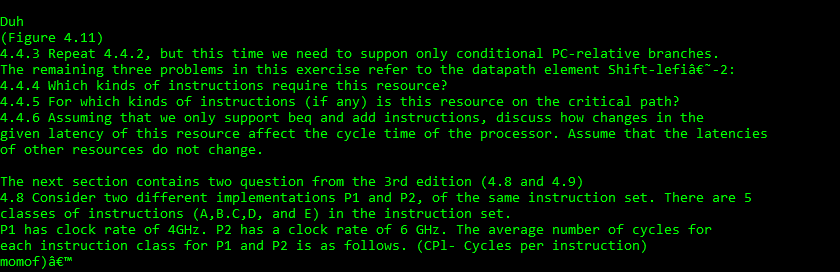 Duh
(Figure 4.11)
4.4.3 Repeat 4.4.2, but this time we need to suppon only conditional PC-relative branches.
The remaining three problems in this exercise refer to the datapath element Shift-lefiâ€˜-2:
4.4.4 Which kinds of instructions require this resource?
4.4.5 For which kinds of instructions (if any) is this resource on the critical path?
4.4.6 Assuming that we only support beq and add instructions, discuss how changes in the
given latency of this resource affect the cycle time of the processor. Assume that the latencies
of other resources do not change.
The next section contains two question from the 3rd edition (4.8 and 4.9)
4.8 Consider two different implementations P1 and P2, of the same instruction set. There are 5
classes of instructions (A,B.C,D, and E) in the instruction set.
P1 has clock rate of 4GHz. P2 has a clock rate of 6 GHz. The average number of cycles for
each instruction class for P1 and P2 is as follows. (CPl- Cycles per instruction)
momof)â€™